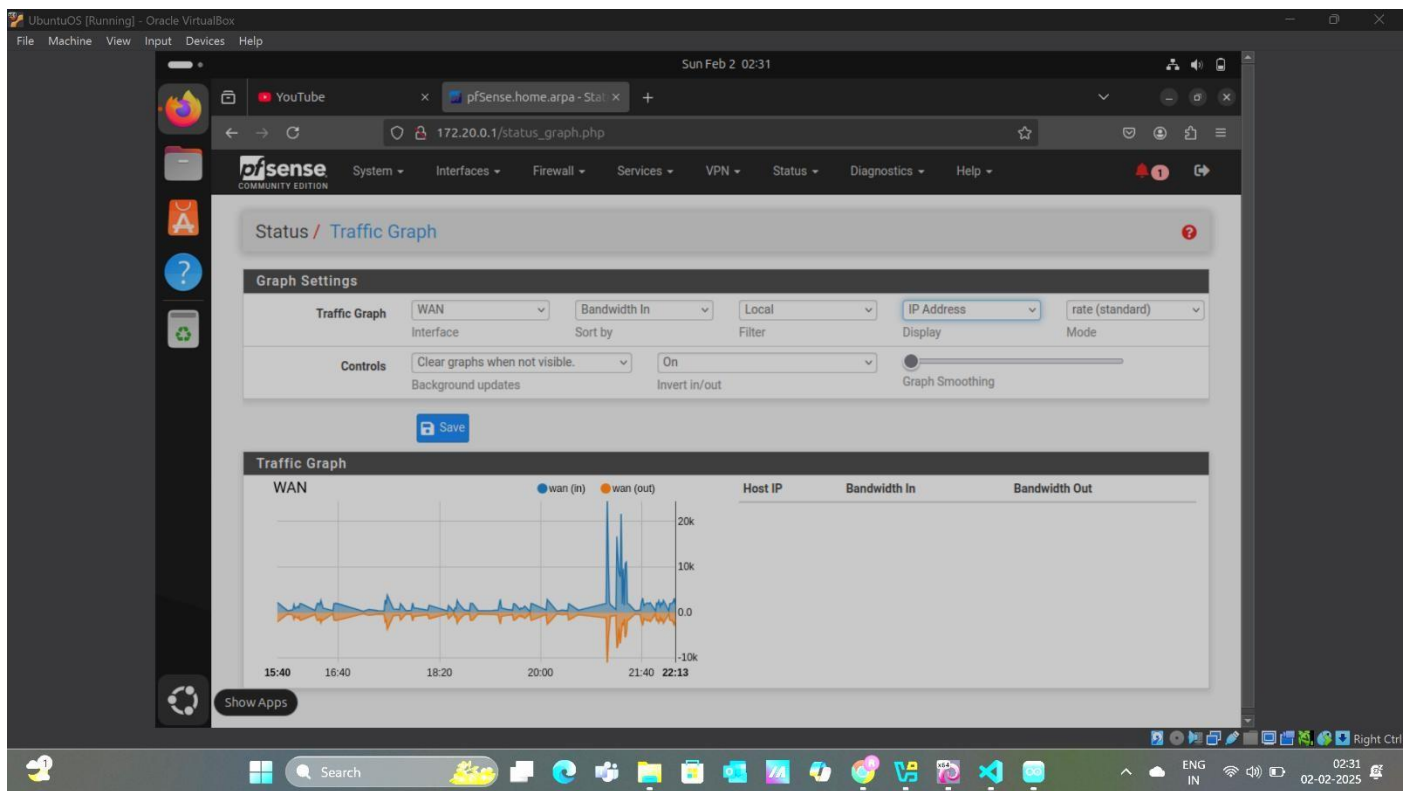 UbuntuOS [Running] - Oracle VirtualBox
File Machine View Input Devices Help
Sun Feb 2 02:31
YouTube
pfSense.home.arpa - Stat
172.20.0.1/status_graph.php
pfsense
COMMUNITY EDITION
System Interfaces Firewall Services VPN Status Diagnostics Help 1
Status / Traffic Graph
Graph Settings
Traffic Graph WAN Bandwidth In Local IP Address rate (standard)
Interface Sort by Filter Display Mode
Controls Clear graphs when not visible. On
Background updates Invert in/out Graph Smoothing
Save
Traffic Graph
WAN wan (in) wan (out) Host IP Bandwidth In Bandwidth Out
20k
10k
0.0
-10k
15:40 16:40 18:20 20:00 21:40 22:13
Show Apps
Right Ctrl
1
Search
ENG
IN
02:31
02-02-2025